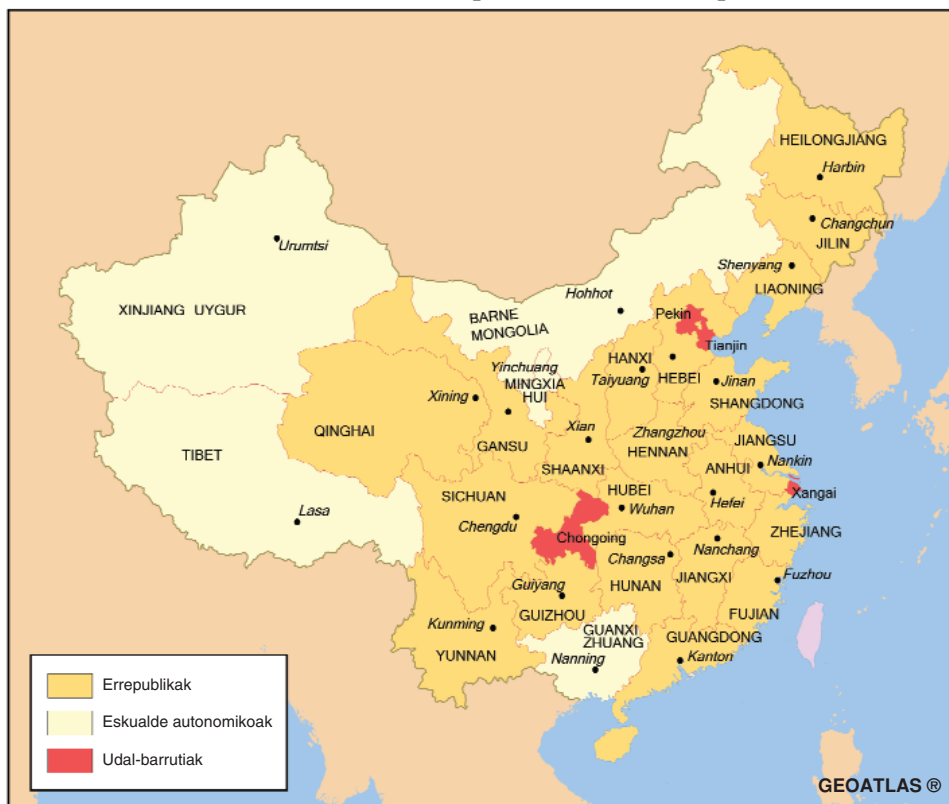 HEILONGJIANG
Harbin
Changchun
JILIN
Urumtsi
Shenyang
LIAONING
Hohhot
XINJIANG UYGUR
BARNE
MONGOLIA
Pekin
Tianjin
HANXI
Yinchuang
Taiyuang
HEBEI
MINGXIA
HUI
Jinan
Xining
SHANGDONG
QINGHAI
Zhangzhou
Xian
JIANGSU
GANSU
HENNAN
TIBET
ANHUI
Nankin
SHAANXI
HUBEI
SICHUAN
Xangai
Hefei
Lasa
Wuhan
Chengdu
ZHEJIANG
Chongoing
Nanchang
Changsa
Fuzhou
JIANGXI
Guiyang
HUNAN
GUIZHOU
FUJIAN
Kunming
GUANXI
ZHUANG
GUANGDONG
YUNNAN
Nanning
Kanton
Errepublikak
Eskualde autonomikoak
Udal-barrutiak
GEOATLAS ®